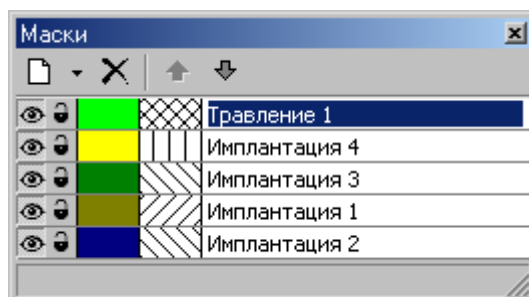 Маски
Травление 1
Имплантация 4
Имплантация 3
Имплантация 1
Имплантация 2